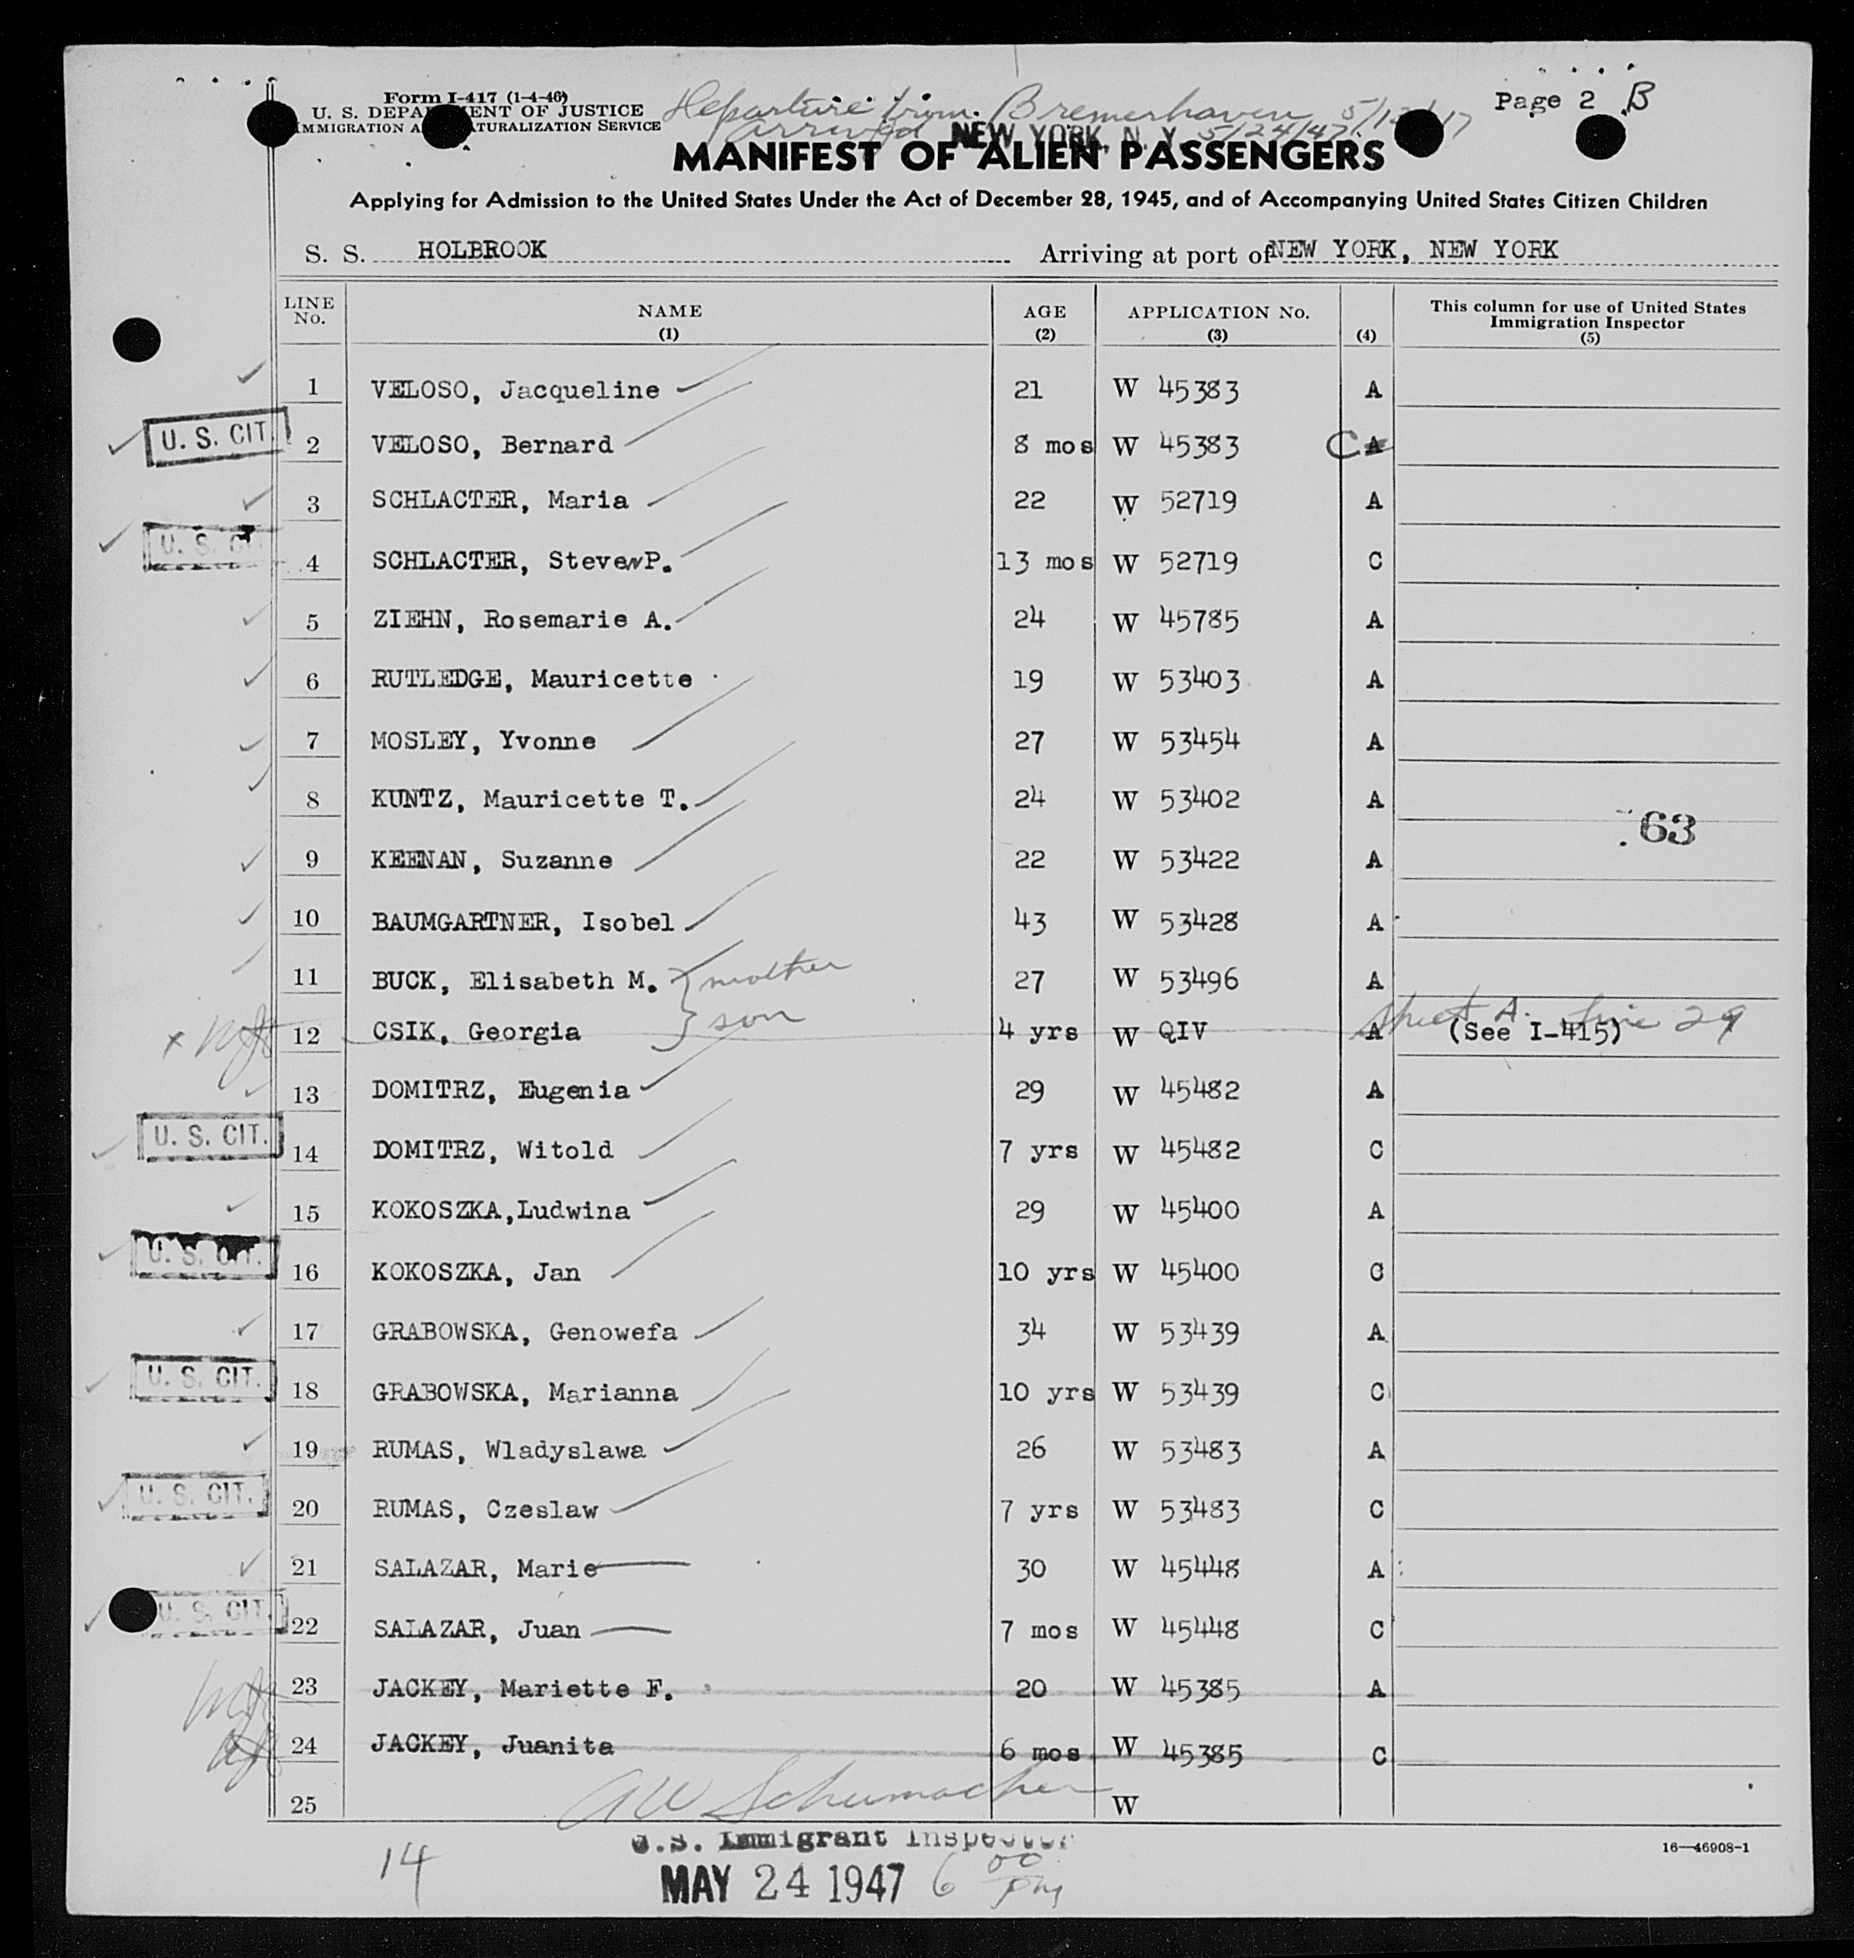 Form I-417 (1-4-46)
U. S. DEPA ENT OF JUSTICE
IMMIGRATION A ATURALIZATION SERVICE
Departure from Bremerhaven
Page 2 B
arrived NEW YORK, N. Y. 5/24/47
MANIFEST OF ALIEN PASSENGERS
Applying for Admission to the United States Under the Act of December 28, 1945, and of Accompanying United States Citizen Children
S. S. HOLBROOK Arriving at port of NEW YORK, NEW YORK
LINE No. NAME (1) AGE (2) APPLICATION No. (3) (4) This column for use of United States Immigration Inspector (5)
1 VELOSO, Jacqueline 21 W 45383 A
U. S. CIT. 2 VELOSO, Bernard 8 mos W 45383 C A
3 SCHLACTER, Maria 22 W 52719 A
U. S. CIT. 4 SCHLACTER, Steven P. 13 mos W 52719 C
5 ZIEHN, Rosemarie A. 24 W 45785 A
6 RUTLEDGE, Mauricette 19 W 53403 A
7 MOSLEY, Yvonne 27 W 53454 A
8 KUNTZ, Mauricette T. 24 W 53402 A
63
9 KEENAN, Suzanne 22 W 53422 A
10 BAUMGARTNER, Isobel 43 W 53428 A
11 BUCK, Elisabeth M. } mother 27 W 53496 A
Sheet A. Line 29
x 12 CSIK, Georgia } son 4 yrs W QIV A (See I-415)
13 DOMITRZ, Eugenia 29 W 45482 A
U. S. CIT. 14 DOMITRZ, Witold 7 yrs W 45482 C
15 KOKOSZKA,Ludwina 29 W 45400 A
U. S. CIT. 16 KOKOSZKA, Jan 10 yrs W 45400 C
17 GRABOWSKA, Genowefa 34 W 53439 A
U. S. CIT. 18 GRABOWSKA, Marianna 10 yrs W 53439 C
19 RUMAS, Wladyslawa 26 W 53483 A
U. S. CIT. 20 RUMAS, Czeslaw 7 yrs W 53483 C
21 SALAZAR, Marie 30 W 45448 A
U. S. CIT. 22 SALAZAR, Juan 7 mos W 45448 C
23 JACKEY, Mariette F. 20 W 45385 A
24 JACKEY, Juanita 6 mos W 45385 C
25 W
AW Schumacher
U.S. Immigrant Inspector
16—46908-1
14 MAY 24 1947 6 00 PM